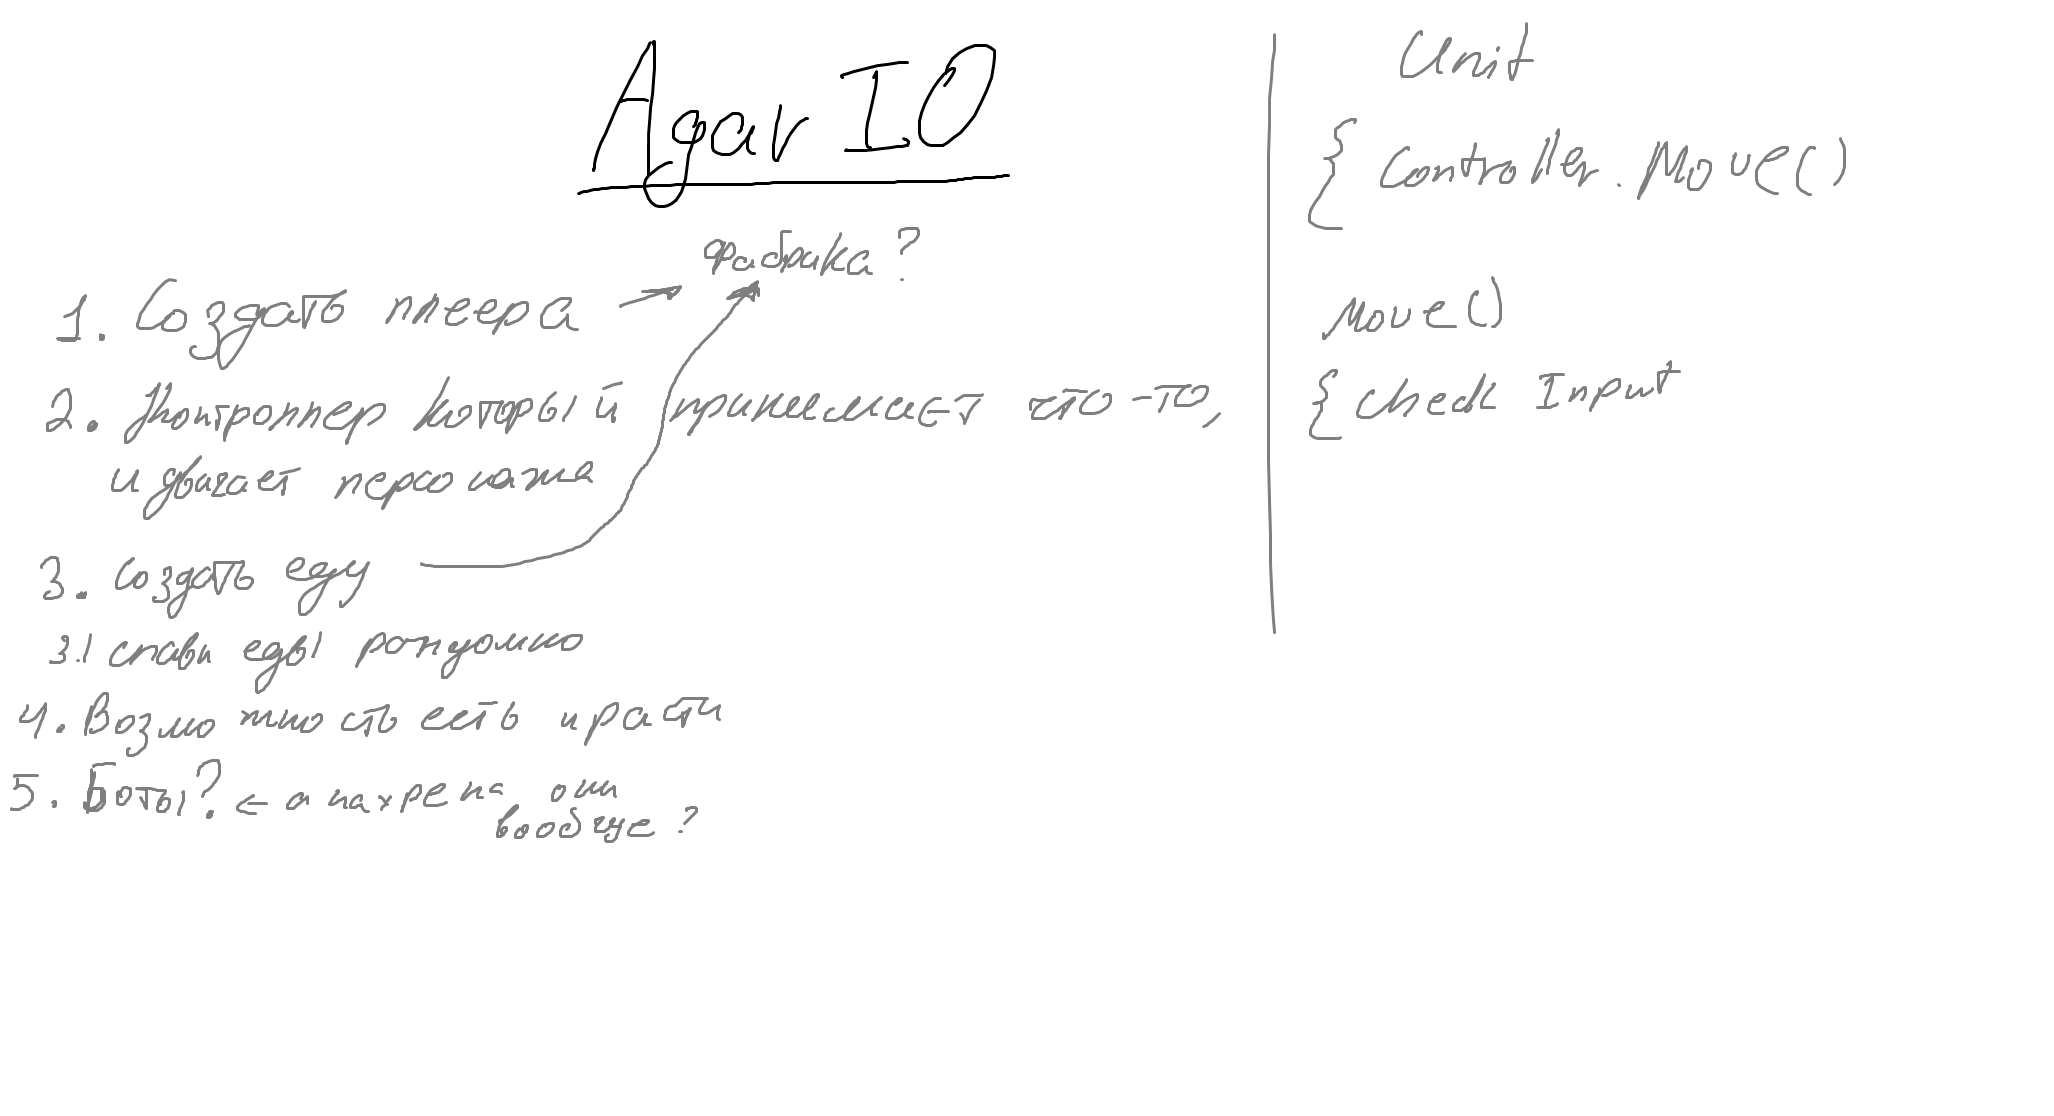 Agar IO
фабрика?
1. Создать плеера
2. Контроллер который принимает что-то,
и двигает персонажа
3. Создать еду
3.1 спавн еды рандомно
4. Возможность есть и расти
5. Боты? ← а нахрена они
вообще?
Unit
{ Controller.Move()
Move()
{ Check Input